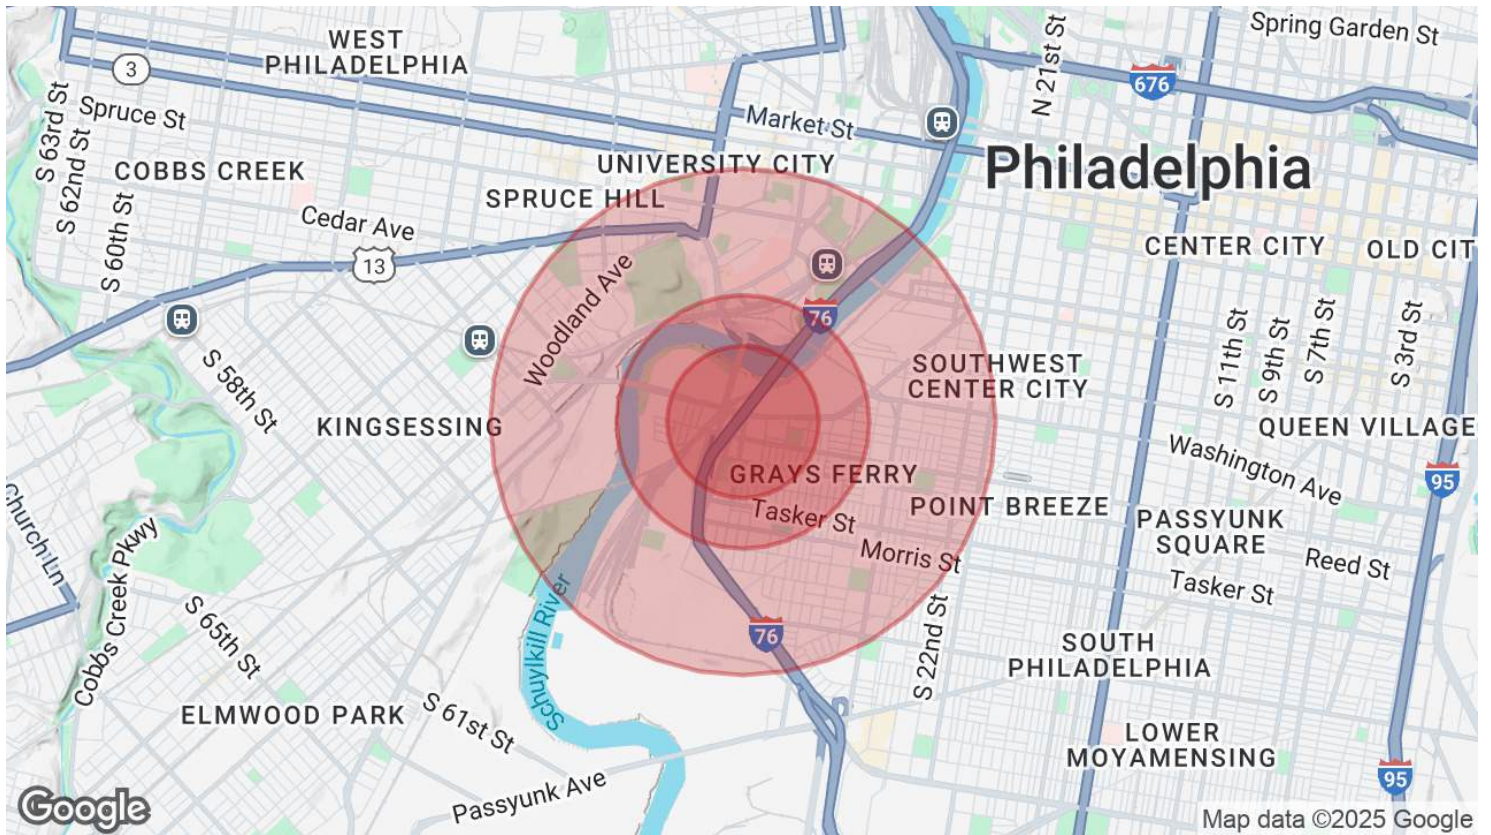 WEST
PHILADELPHIA
3
Spring Garden St
N 21st St
676
S 63rd St
Spruce St
S 62nd St
Market St
COBBS CREEK
UNIVERSITY CITY
Philadelphia
SPRUCE HILL
S 60th St
Cedar Ave
13
CENTER CITY
OLD CIT
Woodland Ave
76
S 58th St
SOUTHWEST
CENTER CITY
S 11th St
S 9th St
S 7th St
S 3rd St
KINGSESSING
QUEEN VILLAGE
GRAYS FERRY
Washington Ave
95
Church Ln
Cobbs Creek Pkwy
Tasker St
POINT BREEZE
PASSYUNK
SQUARE
Morris St
Reed St
Tasker St
S 65th St
Schuylkill River
76
S 22nd St
SOUTH
PHILADELPHIA
ELMWOOD PARK
S 61st St
LOWER
MOYAMENSING
95
Passyunk Ave
Google
Map data ©2025 Google